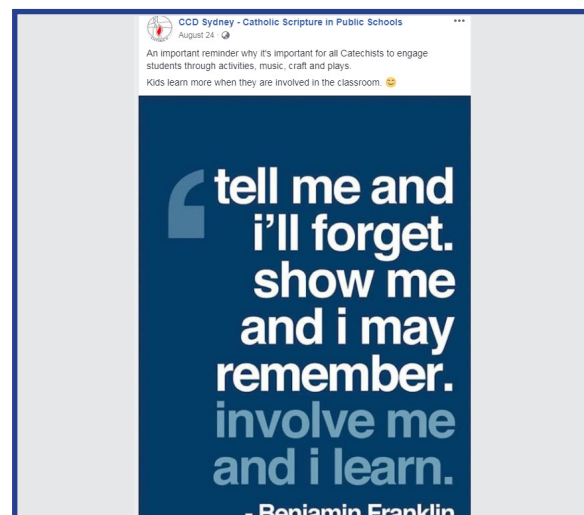 CCD Sydney - Catholic Scripture in Public Schools
August 24 ·
An important reminder why it's important for all Catechists to engage
students through activities, music, craft and plays.
Kids learn more when they are involved in the classroom. 😊
‘ tell me and
i'll forget.
show me
and i may
remember.
involve me
and i learn.
- Benjamin Franklin